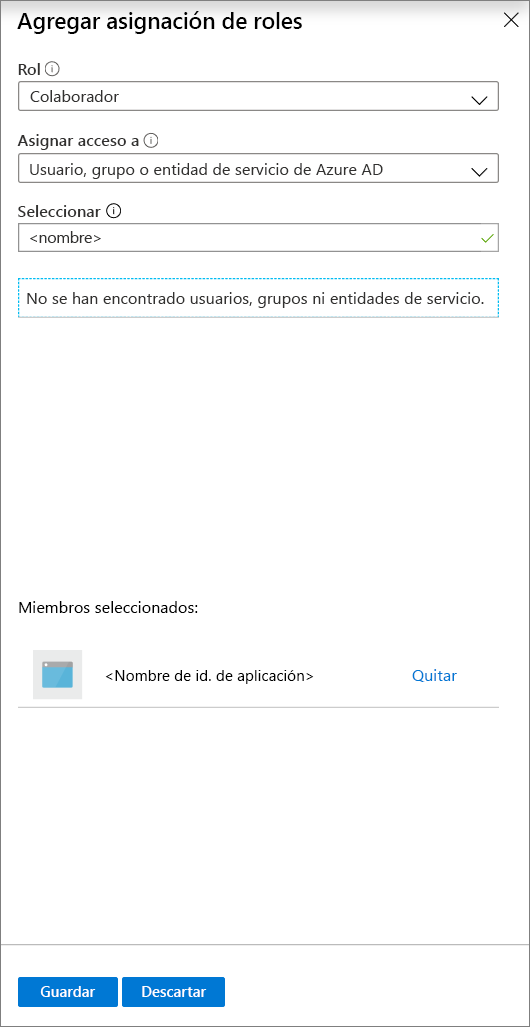 Agregar asignación de roles
Rol
Colaborador
Asignar acceso a
Usuario, grupo o entidad de servicio de Azure AD
Seleccionar
<nombre>
No se han encontrado usuarios, grupos ni entidades de servicio.
Miembros seleccionados:
<Nombre de id. de aplicación>
Quitar
Guardar
Descartar